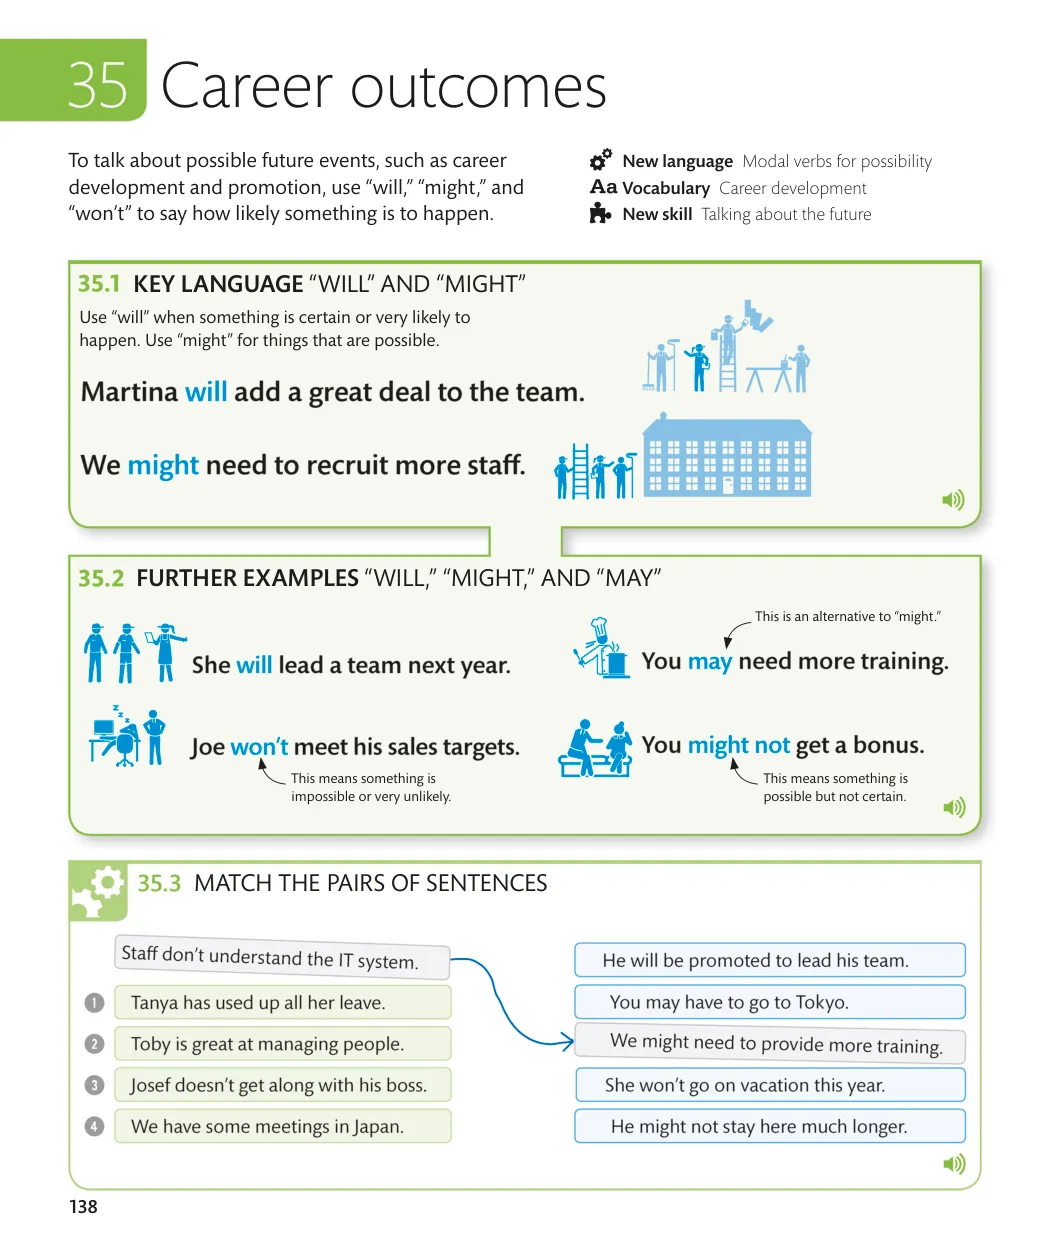 35 Career outcomes
To talk about possible future events, such as career
development and promotion, use “will,” “might,” and
“won’t” to say how likely something is to happen.
New language Modal verbs for possibility
Aa Vocabulary Career development
New skill Talking about the future
35.1 KEY LANGUAGE “WILL” AND “MIGHT”
Use “will” when something is certain or very likely to
happen. Use “might” for things that are possible.
Martina will add a great deal to the team.
We might need to recruit more staff.
35.2 FURTHER EXAMPLES “WILL,” “MIGHT,” AND “MAY”
She will lead a team next year.
This is an alternative to “might.”
You may need more training.
z z z z
Joe won’t meet his sales targets.
This means something is
impossible or very unlikely.
You might not get a bonus.
This means something is
possible but not certain.
35.3 MATCH THE PAIRS OF SENTENCES
Staff don’t understand the IT system.
1 Tanya has used up all her leave.
2 Toby is great at managing people.
3 Josef doesn’t get along with his boss.
4 We have some meetings in Japan.
He will be promoted to lead his team.
You may have to go to Tokyo.
We might need to provide more training.
She won’t go on vacation this year.
He might not stay here much longer.
138